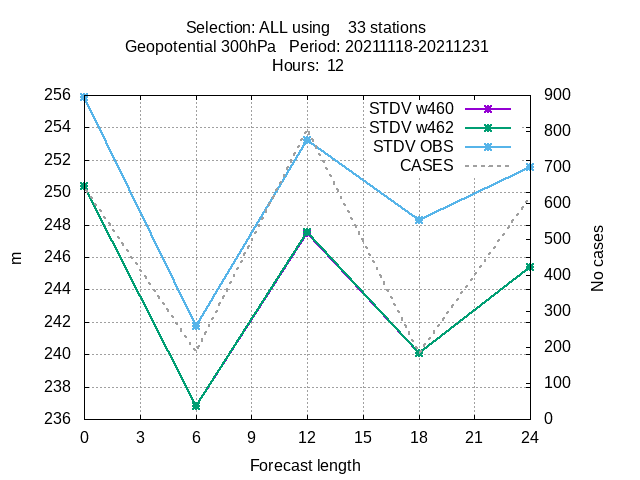 Selection: ALL using    33 stations
Geopotential 300hPa   Period: 20211118-20211231
Hours:  12
STDV w460
STDV w462
STDV OBS
CASES
256
254
252
250
248
246
244
242
240
238
236
m
900
800
700
600
500
400
300
200
100
0
No cases
0 3 6 9 12 15 18 21 24
Forecast length